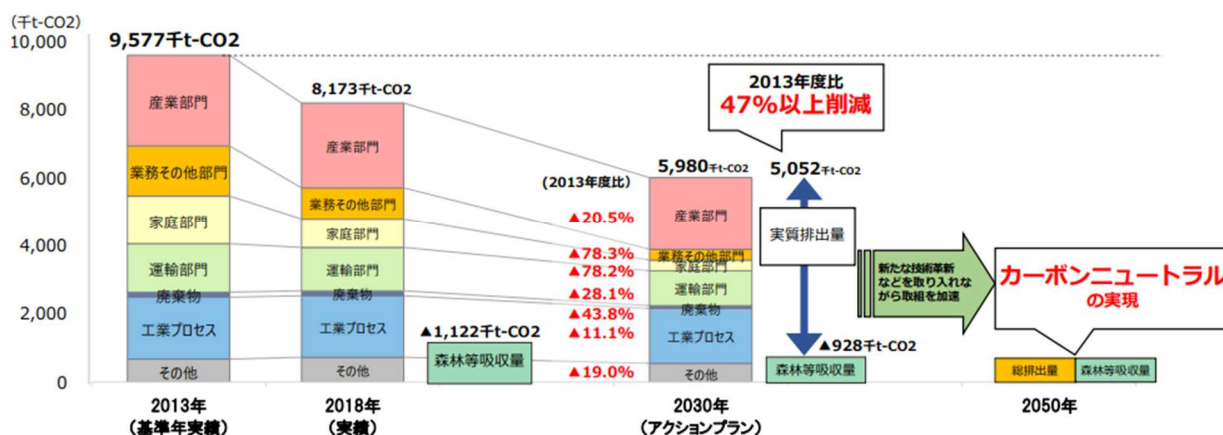 (千t-CO2)
10,000
8,000
6,000
4,000
2,000
0
9,577千t-CO2
産業部門
業務その他部門
家庭部門
運輸部門
廃棄物
工業プロセス
その他
2013年
(基準年実績)
8,173千t-CO2
産業部門
業務その他部門
家庭部門
運輸部門
廃棄物
工業プロセス
その他
2018年
(実績)
▲1,122千t-CO2
森林等吸収量
(2013年度比)
▲20.5%
▲78.3%
▲78.2%
▲28.1%
▲43.8%
▲11.1%
▲19.0%
5,980千t-CO2
産業部門
業務その他部門
家庭部門
運輸部門
廃棄物
工業プロセス
その他
2030年
(アクションプラン)
2013年度比
47%以上削減
5,052千t-CO2
実質排出量
▲928千t-CO2
森林等吸収量
新たな技術革新
などを取り入れな
がら取組を加速
カーボンニュートラル
の実現
総排出量
森林等吸収量
2050年